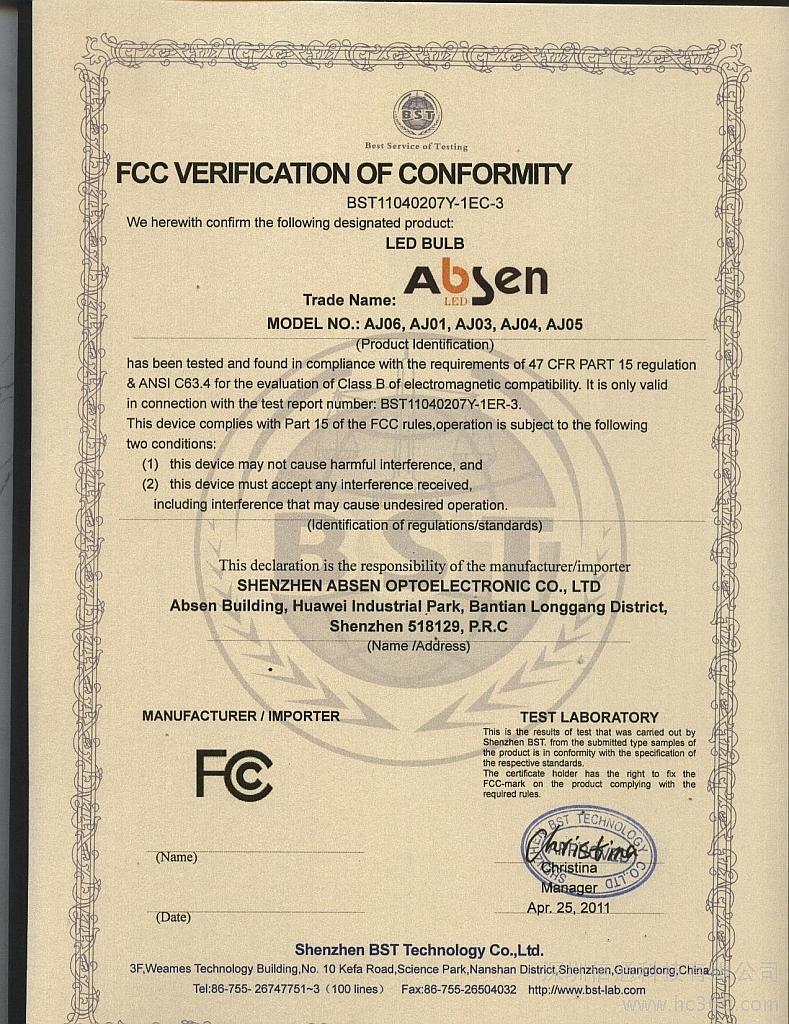 BST
Best Service of Testing
FCC VERIFICATION OF CONFORMITY
BST11040207Y-1EC-3
We herewith confirm the following designated product:
LED BULB
Absen
LED
Trade Name:
MODEL NO.: AJ06, AJ01, AJ03, AJ04, AJ05
(Product Identification)
has been tested and found in compliance with the requirements of 47 CFR PART 15 regulation
& ANSI C63.4 for the evaluation of Class B of electromagnetic compatibility. It is only valid
in connection with the test report number: BST11040207Y-1ER-3.
This device complies with Part 15 of the FCC rules,operation is subject to the following
two conditions:
(1) this device may not cause harmful interference, and
(2) this device must accept any interference received,
including interference that may cause undesired operation.
(Identification of regulations/standards)
BST
This declaration is the responsibility of the manufacturer/importer
SHENZHEN ABSEN OPTOELECTRONIC CO., LTD
Absen Building, Huawei Industrial Park, Bantian Longgang District,
Shenzhen 518129, P.R.C
(Name /Address)
MANUFACTURER / IMPORTER
FCC
(Name)
(Date)
TEST LABORATORY
This is the results of test that was carried out by
Shenzhen BST. from the submitted type samples of
the product is in conformity with the specification of
the respective standards.
The certificate holder has the right to fix the
FCC-mark on the product complying with the
required rules.
SHENZHEN BST TECHNOLOGY CO.,LTD
Christina
Christina
Manager
Apr. 25, 2011
Shenzhen BST Technology Co.,Ltd.
3F,Weames Technology Building,No. 10 Kefa Road,Science Park,Nanshan District,Shenzhen,Guangdong,China
Tel:86-755- 26747751~3（100 lines） Fax:86-755-26504032 http://www.bst-lab.com